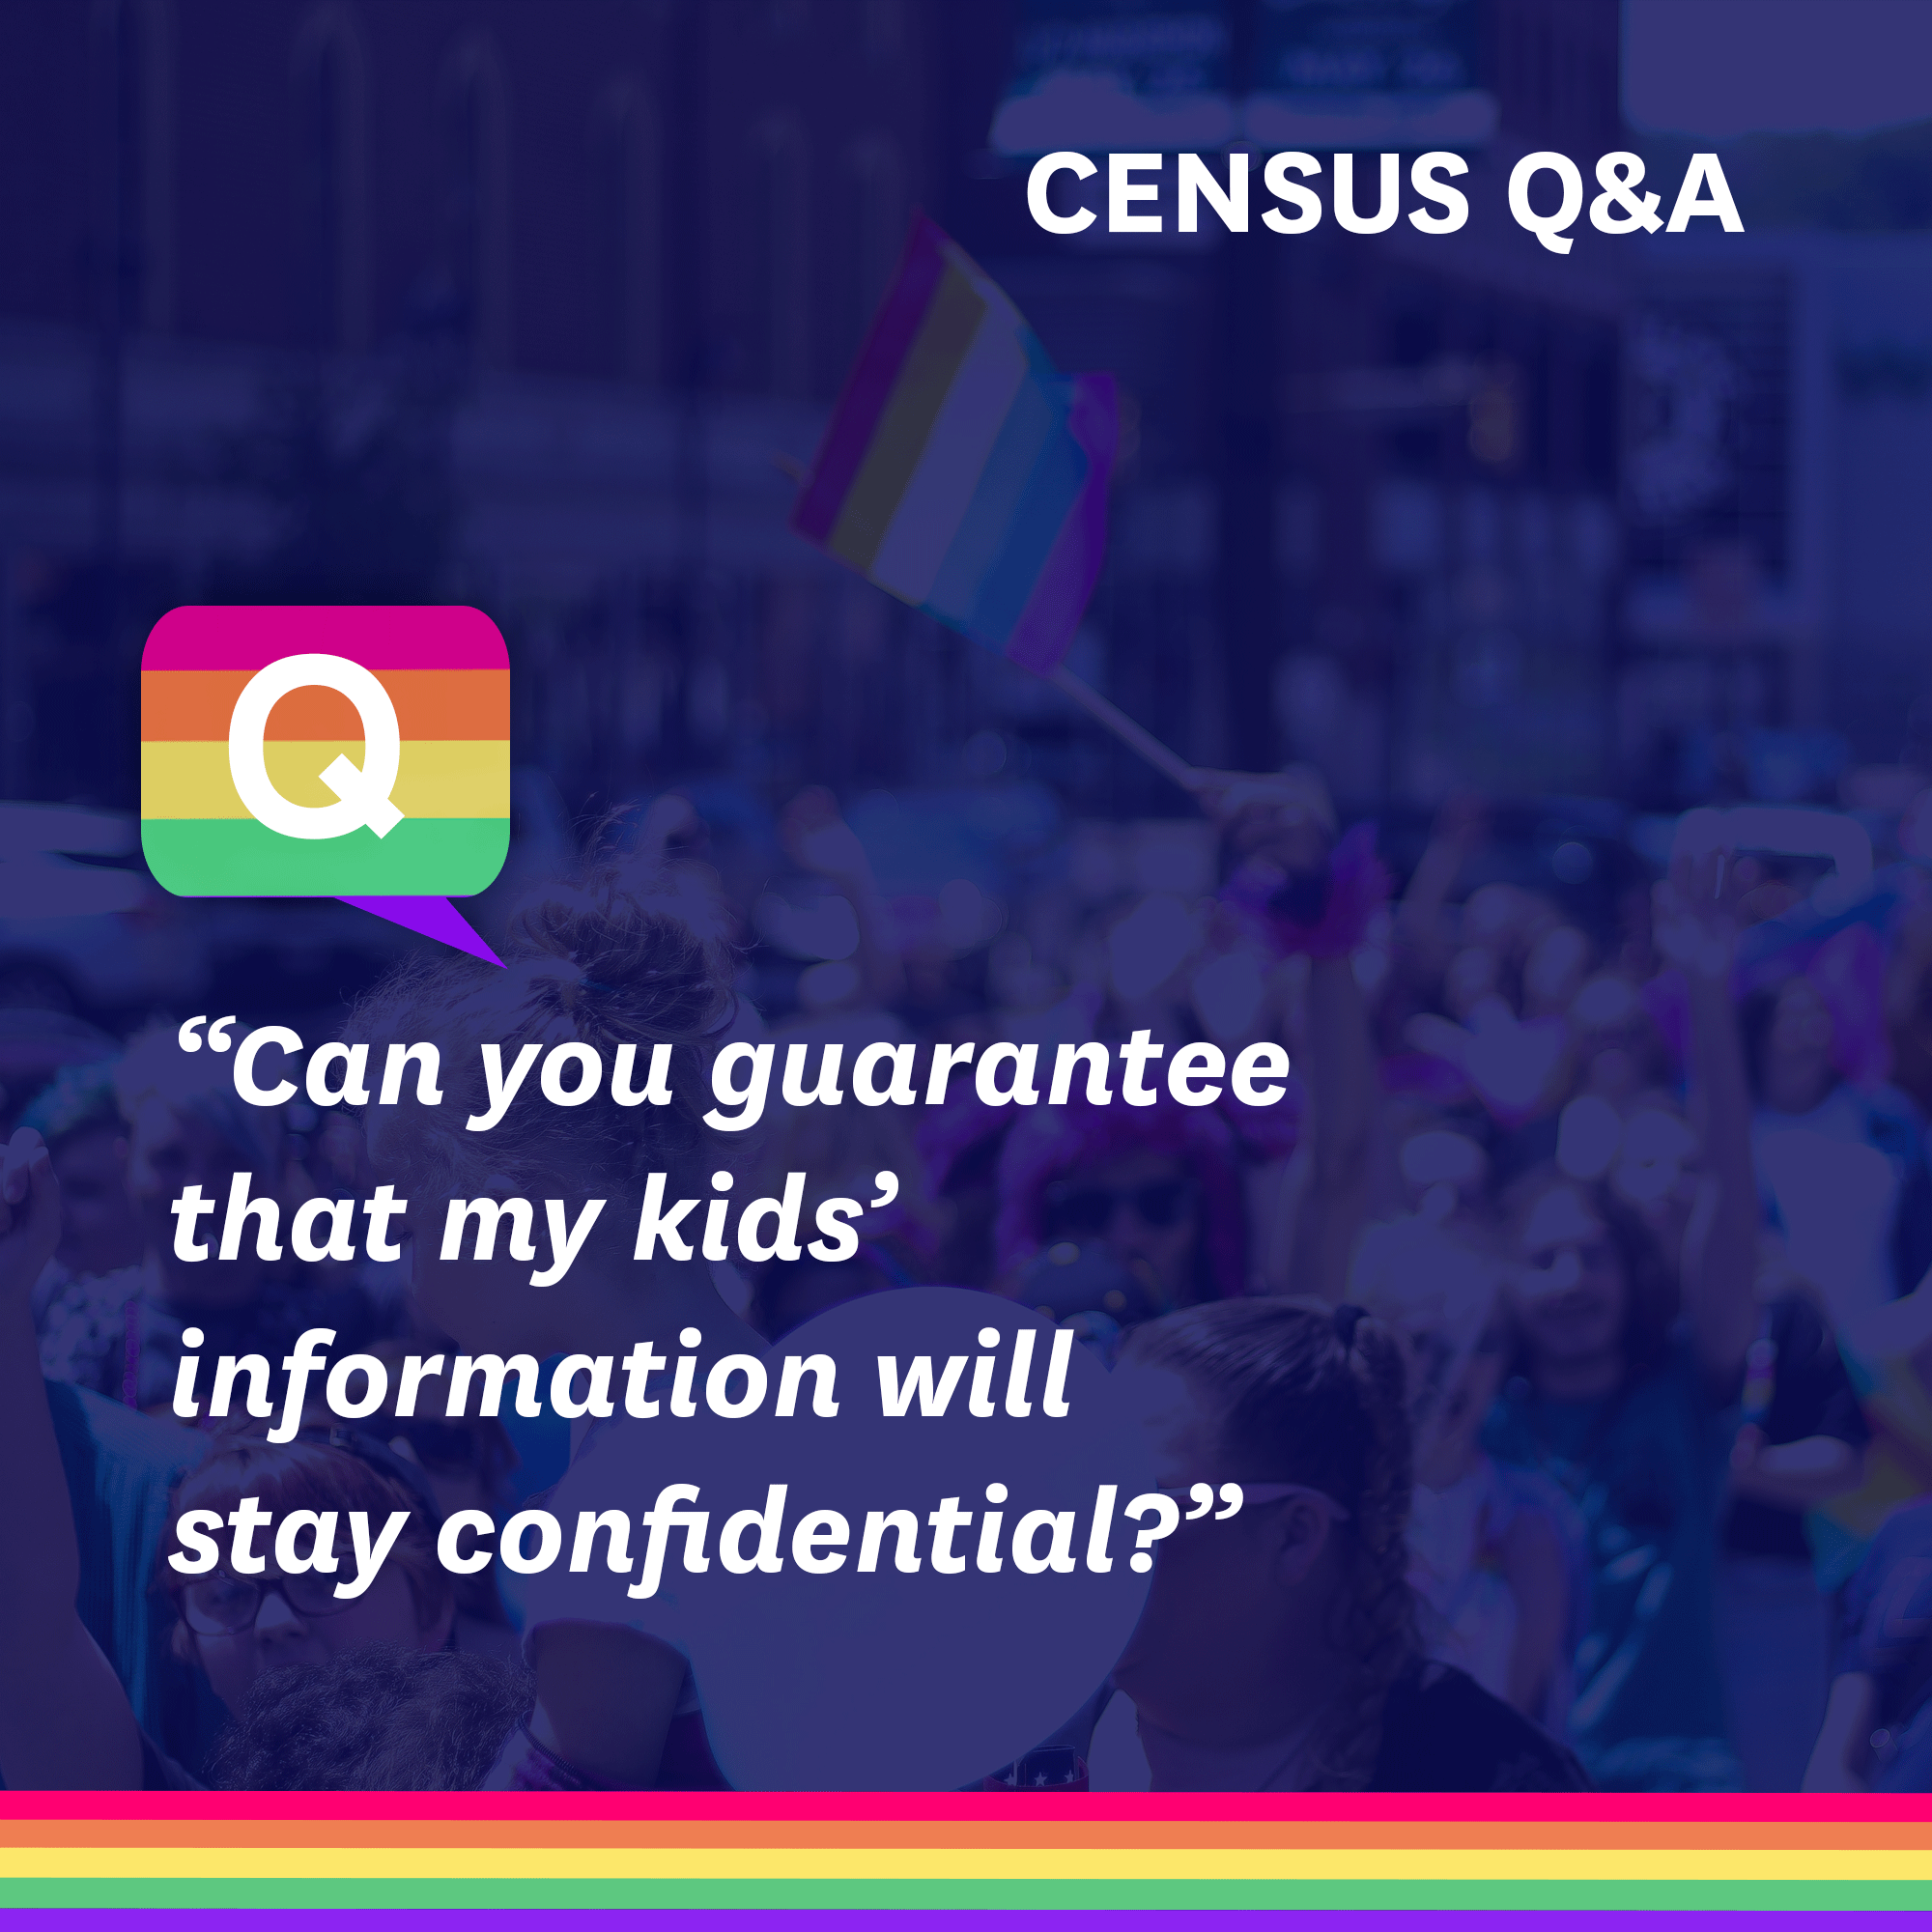 CENSUS Q&A
Q
“Can you guarantee
that my kids’
information will
stay confidential?”